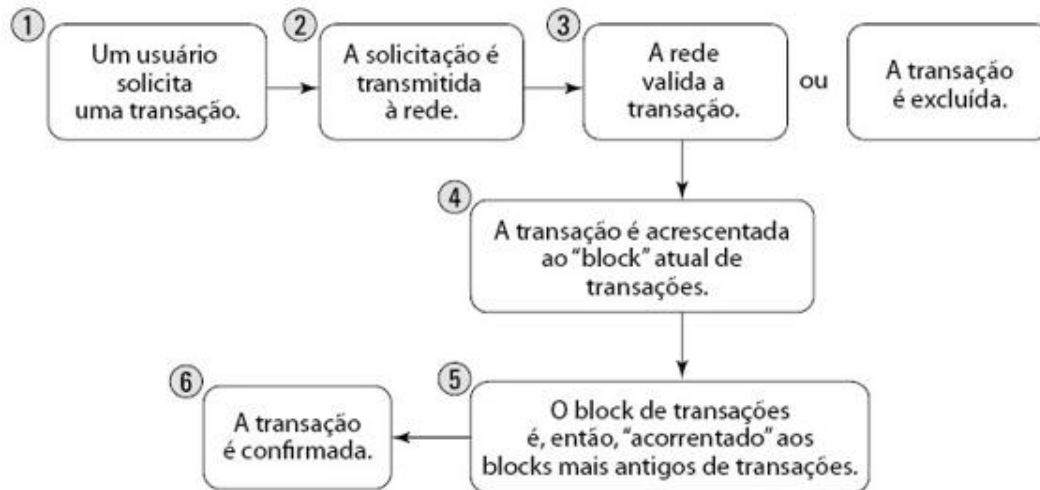 1
Um usuário
solicita
uma transação.
2
A solicitação é
transmitida
à rede.
3
A rede
valida a
transação.
ou
A transação
é excluída.
4
A transação é acrescentada
ao “block” atual de
transações.
5
O block de transações
é, então, “acorrentado” aos
blocks mais antigos de transações.
6
A transação
é confirmada.